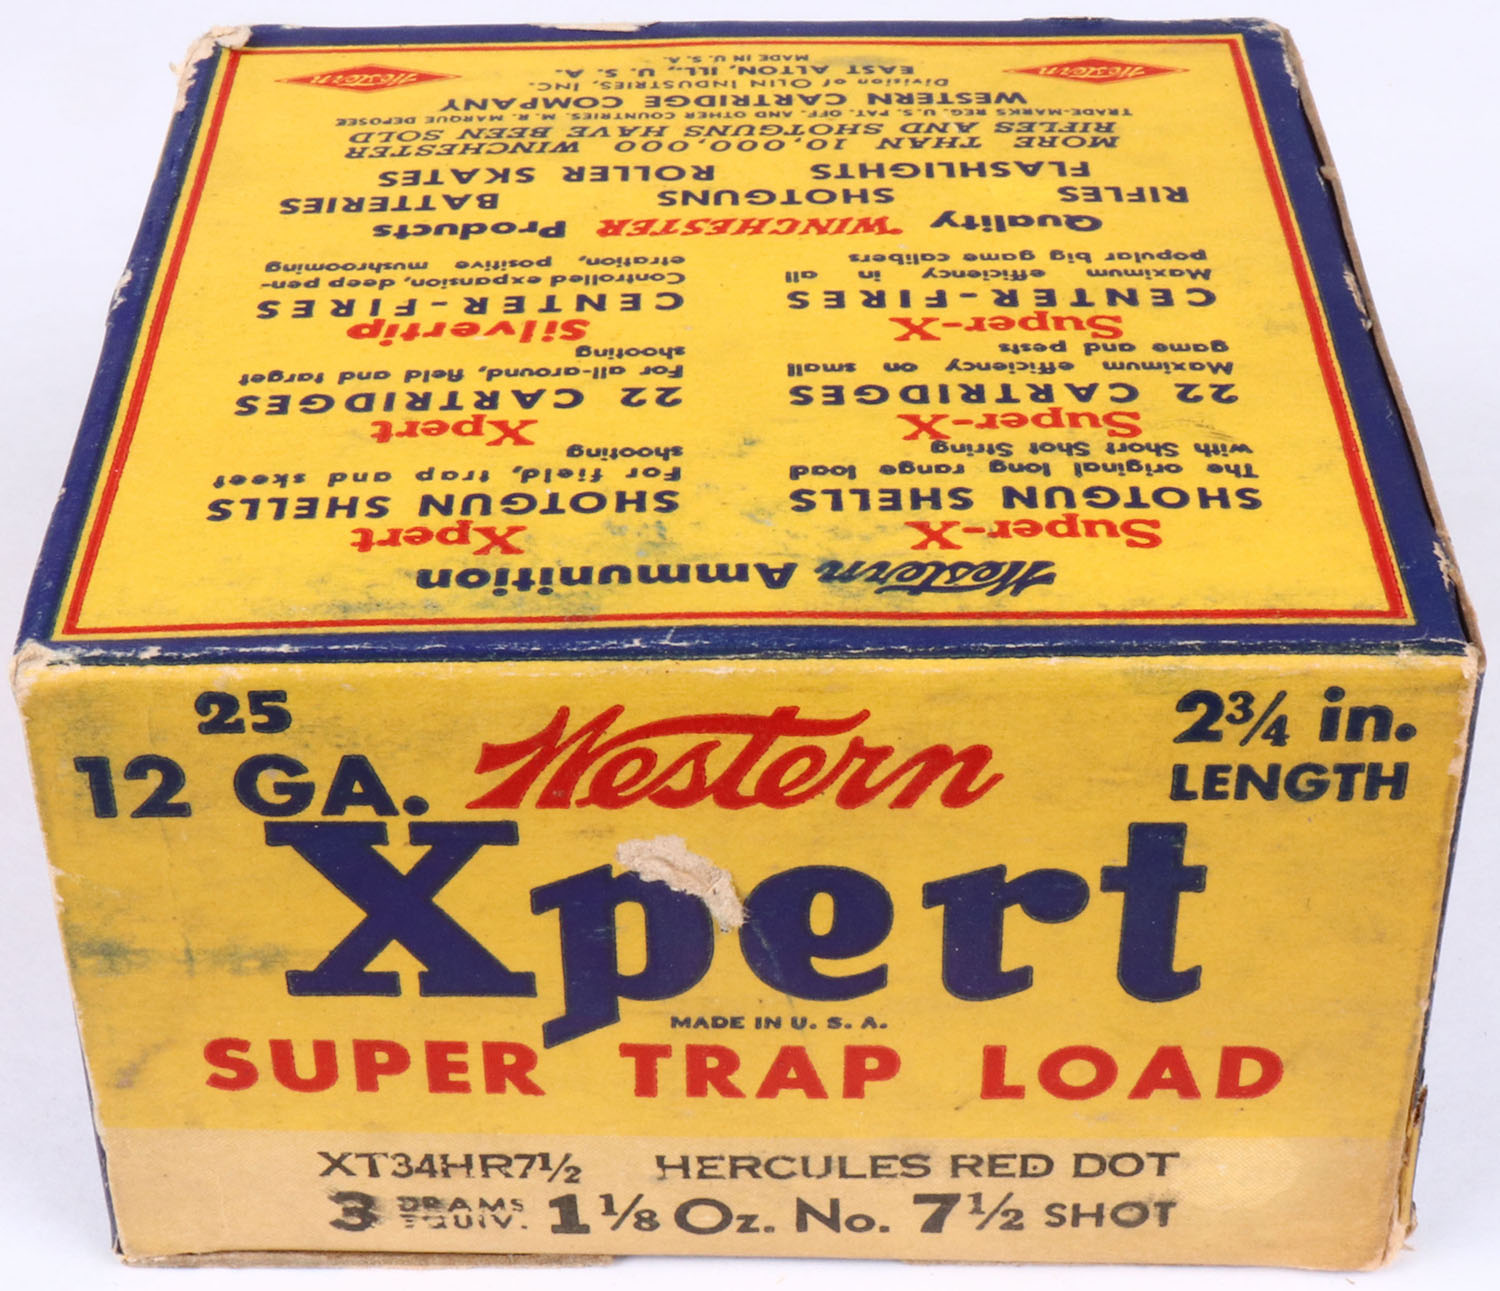 Western Ammunition
Super-X
SHOTGUN SHELLS
The original long range load
with Short Shot String
Super-X
22 CARTRIDGES
Maximum efficiency on small
game and pests
Super-X
CENTER-FIRES
Maximum efficiency in all
popular big game calibers
Xpert
SHOTGUN SHELLS
For field, trap and skeet
shooting
Xpert
22 CARTRIDGES
For all-around, field and target
shooting
Silvertip
CENTER-FIRES
Controlled expansion, deep pen-
etration, positive mushrooming
Quality WINCHESTER Products
RIFLES SHOTGUNS BATTERIES
FLASHLIGHTS ROLLER SKATES
MORE THAN 10,000,000 WINCHESTER
RIFLES AND SHOTGUNS HAVE BEEN SOLD
TRADE-MARKS REG. U.S. PAT. OFF. AND OTHER COUNTRIES. M.R. MARQUE DEPOSEE
WESTERN CARTRIDGE COMPANY
Division of OLIN INDUSTRIES, INC.
EAST ALTON, ILL., U. S. A.
MADE IN U. S. A.
Western
Western
25
12 GA.
Western
2¾ in.
LENGTH
Xpert
MADE IN U. S. A.
SUPER TRAP LOAD
XT34HR7½ HERCULES RED DOT
3 DRAMS EQUIV. 1⅛ Oz. No. 7½ SHOT